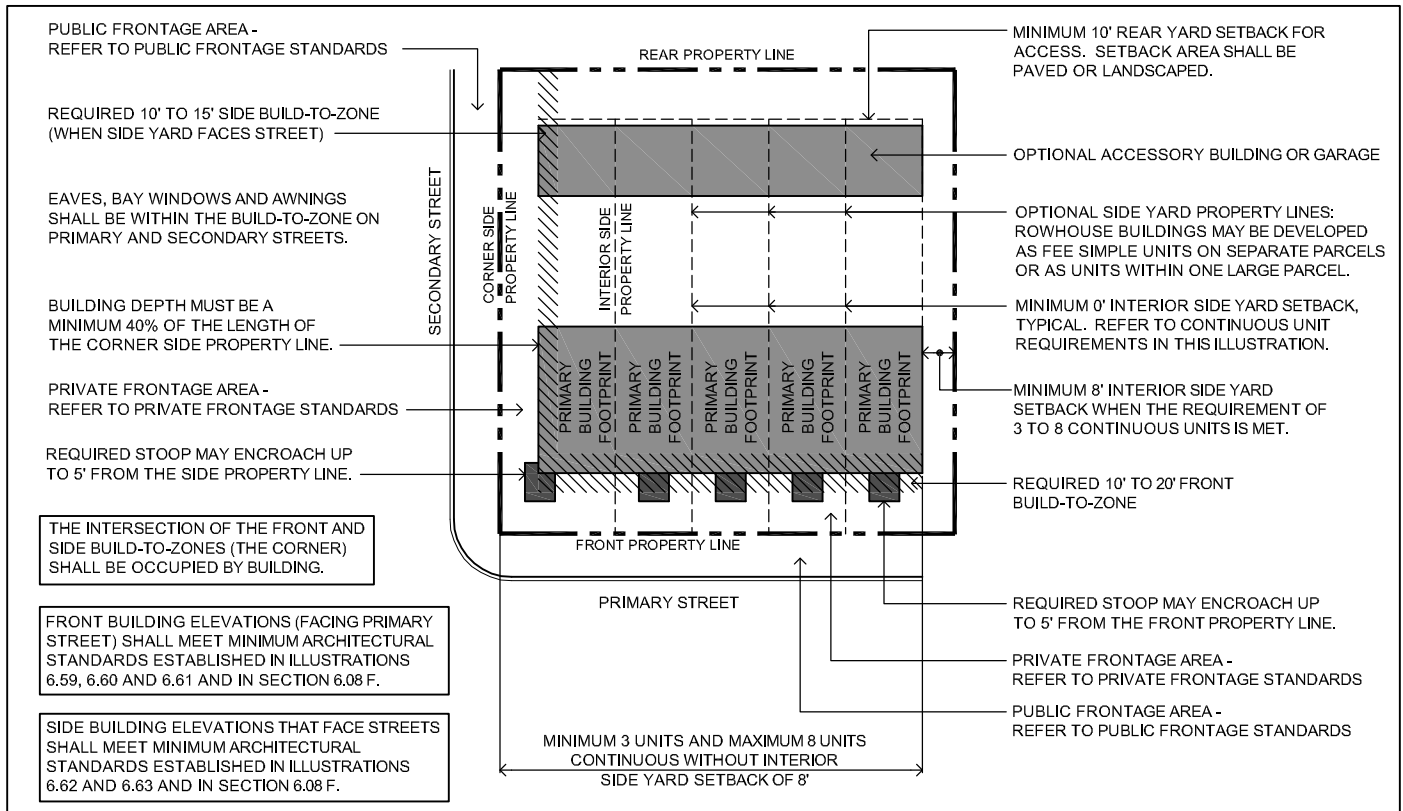 PUBLIC FRONTAGE AREA -
REFER TO PUBLIC FRONTAGE STANDARDS
REQUIRED 10' TO 15' SIDE BUILD-TO-ZONE
(WHEN SIDE YARD FACES STREET)
EAVES, BAY WINDOWS AND AWNINGS
SHALL BE WITHIN THE BUILD-TO-ZONE ON
PRIMARY AND SECONDARY STREETS.
BUILDING DEPTH MUST BE A
MINIMUM 40% OF THE LENGTH OF
THE CORNER SIDE PROPERTY LINE.
PRIVATE FRONTAGE AREA -
REFER TO PRIVATE FRONTAGE STANDARDS
REQUIRED STOOP MAY ENCROACH UP
TO 5' FROM THE SIDE PROPERTY LINE.
THE INTERSECTION OF THE FRONT AND
SIDE BUILD-TO-ZONES (THE CORNER)
SHALL BE OCCUPIED BY BUILDING.
FRONT BUILDING ELEVATIONS (FACING PRIMARY
STREET) SHALL MEET MINIMUM ARCHITECTURAL
STANDARDS ESTABLISHED IN ILLUSTRATIONS
6.59, 6.60 AND 6.61 AND IN SECTION 6.08 F.
SIDE BUILDING ELEVATIONS THAT FACE STREETS
SHALL MEET MINIMUM ARCHITECTURAL
STANDARDS ESTABLISHED IN ILLUSTRATIONS
6.62 AND 6.63 AND IN SECTION 6.08 F.
REAR PROPERTY LINE
SECONDARY STREET
CORNER SIDE
PROPERTY LINE
INTERIOR SIDE
PROPERTY LINE
PRIMARY
BUILDING
FOOTPRINT
PRIMARY
BUILDING
FOOTPRINT
PRIMARY
BUILDING
FOOTPRINT
PRIMARY
BUILDING
FOOTPRINT
PRIMARY
BUILDING
FOOTPRINT
FRONT PROPERTY LINE
PRIMARY STREET
MINIMUM 3 UNITS AND MAXIMUM 8 UNITS
CONTINUOUS WITHOUT INTERIOR
SIDE YARD SETBACK OF 8'
MINIMUM 10' REAR YARD SETBACK FOR
ACCESS. SETBACK AREA SHALL BE
PAVED OR LANDSCAPED.
OPTIONAL ACCESSORY BUILDING OR GARAGE
OPTIONAL SIDE YARD PROPERTY LINES:
ROWHOUSE BUILDINGS MAY BE DEVELOPED
AS FEE SIMPLE UNITS ON SEPARATE PARCELS
OR AS UNITS WITHIN ONE LARGE PARCEL.
MINIMUM 0' INTERIOR SIDE YARD SETBACK,
TYPICAL. REFER TO CONTINUOUS UNIT
REQUIREMENTS IN THIS ILLUSTRATION.
MINIMUM 8' INTERIOR SIDE YARD
SETBACK WHEN THE REQUIREMENT OF
3 TO 8 CONTINUOUS UNITS IS MET.
REQUIRED 10' TO 20' FRONT
BUILD-TO-ZONE
REQUIRED STOOP MAY ENCROACH UP
TO 5' FROM THE FRONT PROPERTY LINE.
PRIVATE FRONTAGE AREA -
REFER TO PRIVATE FRONTAGE STANDARDS
PUBLIC FRONTAGE AREA -
REFER TO PUBLIC FRONTAGE STANDARDS